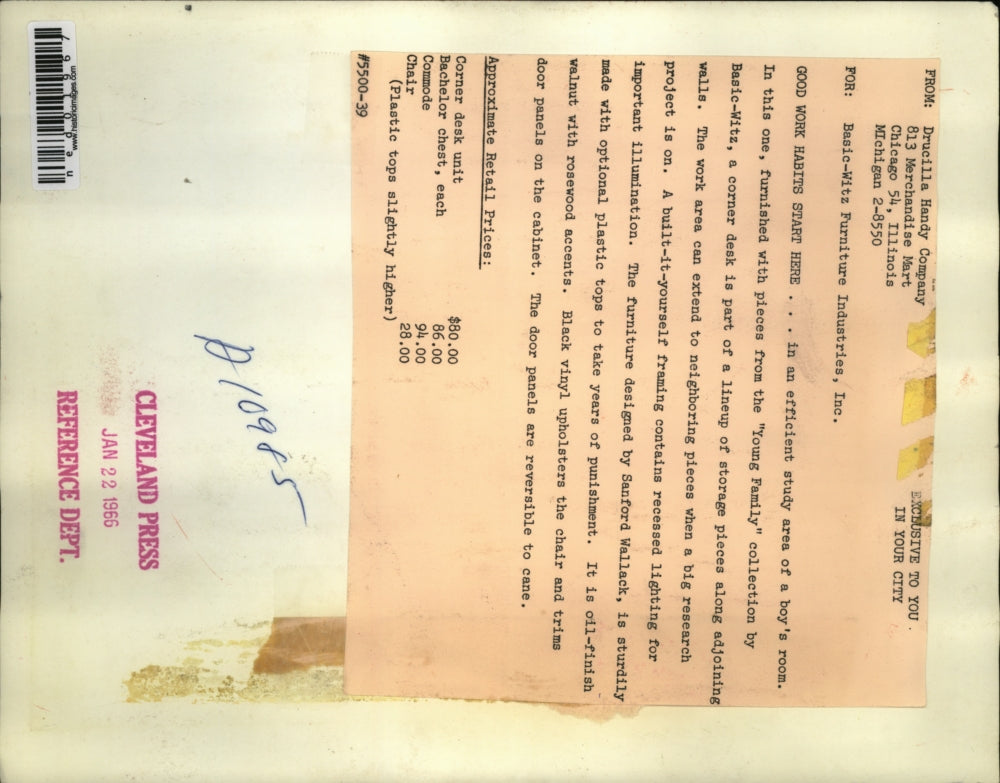 FROM: Drucilla Handy Company
813 Merchandise Mart
Chicago 54, Illinois
MIchigan 2-8550
EXCLUSIVE TO YOU
IN YOUR CITY
FOR: Basic-Witz Furniture Industries, Inc.
GOOD WORK HABITS START HERE . . . in an efficient study area of a boy's room.
In this one, furnished with pieces from the "Young Family" collection by
Basic-Witz, a corner desk is part of a lineup of storage pieces along adjoining
walls. The work area can extend to neighboring pieces when a big research
project is on. A built-it-yourself framing contains recessed lighting for
important illumination. The furniture designed by Sanford Wallack, is sturdily
made with optional plastic tops to take years of punishment. It is oil-finish
walnut with rosewood accents. Black vinyl upholsters the chair and trims
door panels on the cabinet. The door panels are reversible to cane.
Approximate Retail Prices:
Corner desk unit $80.00
Bachelor chest, each 86.00
Commode 94.00
Chair 28.00
(Plastic tops slightly higher)
#5500-39
A10985
CLEVELAND PRESS
JAN 22 1966
REFERENCE DEPT.
www.historicimages.com